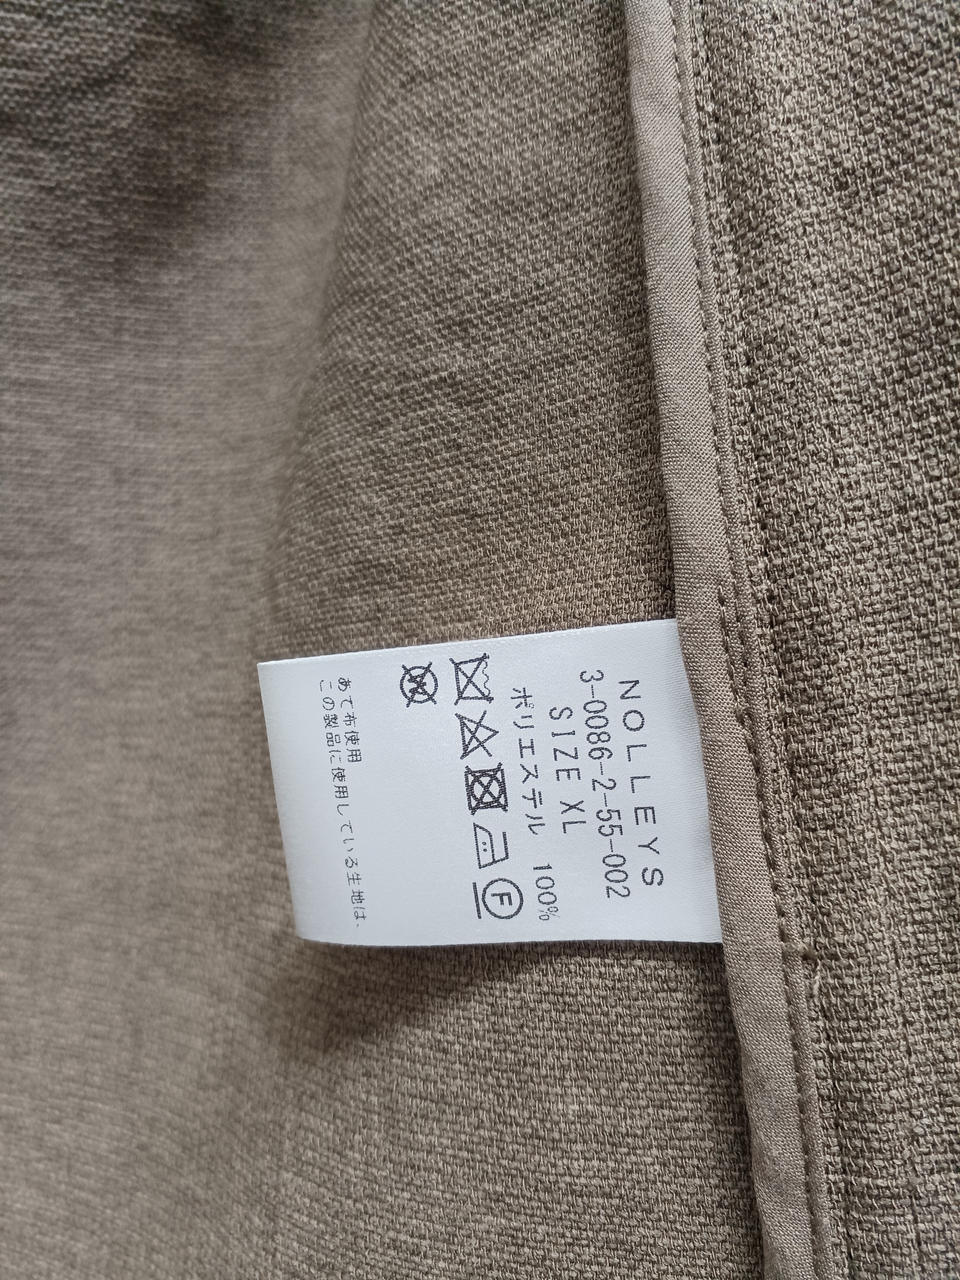 NOLLEYS
3-0086-2-55-002
SIZE XL
ポリエステル 100%
F
W
あて布使用
この製品に使用している生地は、